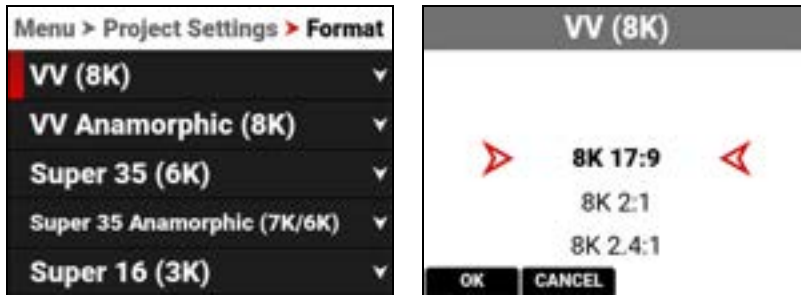 Menu > Project Settings > Format
VV (8K)
VV Anamorphic (8K)
Super 35 (6K)
Super 35 Anamorphic (7K/6K)
Super 16 (3K)
VV (8K)
8K 17:9
8K 2:1
8K 2.4:1
OK CANCEL